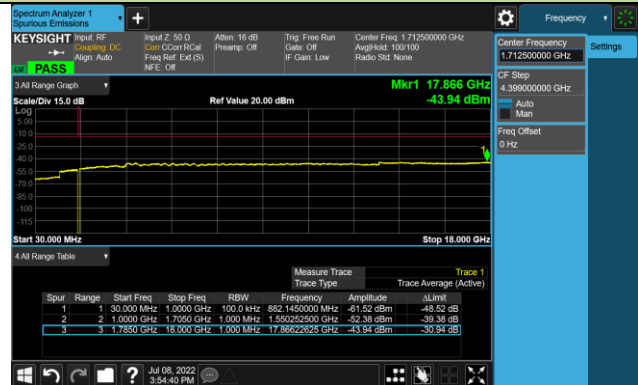 Spectrum Analyzer 1
Spurious Emissions
+
Frequency
KEYSIGHT Input: RF Input Z: 50 Ω Atten: 16 dB Trig: Free Run Center Freq: 1.712500000 GHz
Coupling: DC Corr CCorr RCal Preamp: Off Gate: Off Avg|Hold: 100/100
Align: Auto Freq Ref: Ext (S) IF Gain: Low Radio Std: None
NFE: Off
PASS
Center Frequency
1.712500000 GHz
Settings
CF Step
4.399000000 GHz
Auto
Man
Freq Offset
0 Hz
3 All Range Graph
Mkr1 17.866 GHz
Scale/Div 15.0 dB Ref Value 20.00 dBm -43.94 dBm
Log
5.00
-10.0
-25.0
-40.0
-55.0
-70.0
-85.0
-100
-115
1
Start 30.000 MHz Stop 18.000 GHz
4 All Range Table
Measure Trace Trace 1
Trace Type Trace Average (Active)
Spur Range Start Freq Stop Freq RBW Frequency Amplitude ΔLimit
1 1 30.000 MHz 1.0000 GHz 100.0 kHz 882.1450000 MHz -61.52 dBm -48.52 dB
2 2 1.0000 GHz 1.7050 GHz 1.000 MHz 1.550252500 GHz -52.38 dBm -39.38 dB
3 3 1.7850 GHz 18.000 GHz 1.000 MHz 17.86622625 GHz -43.94 dBm -30.94 dB
?
Jul 08, 2022
3:54:40 PM